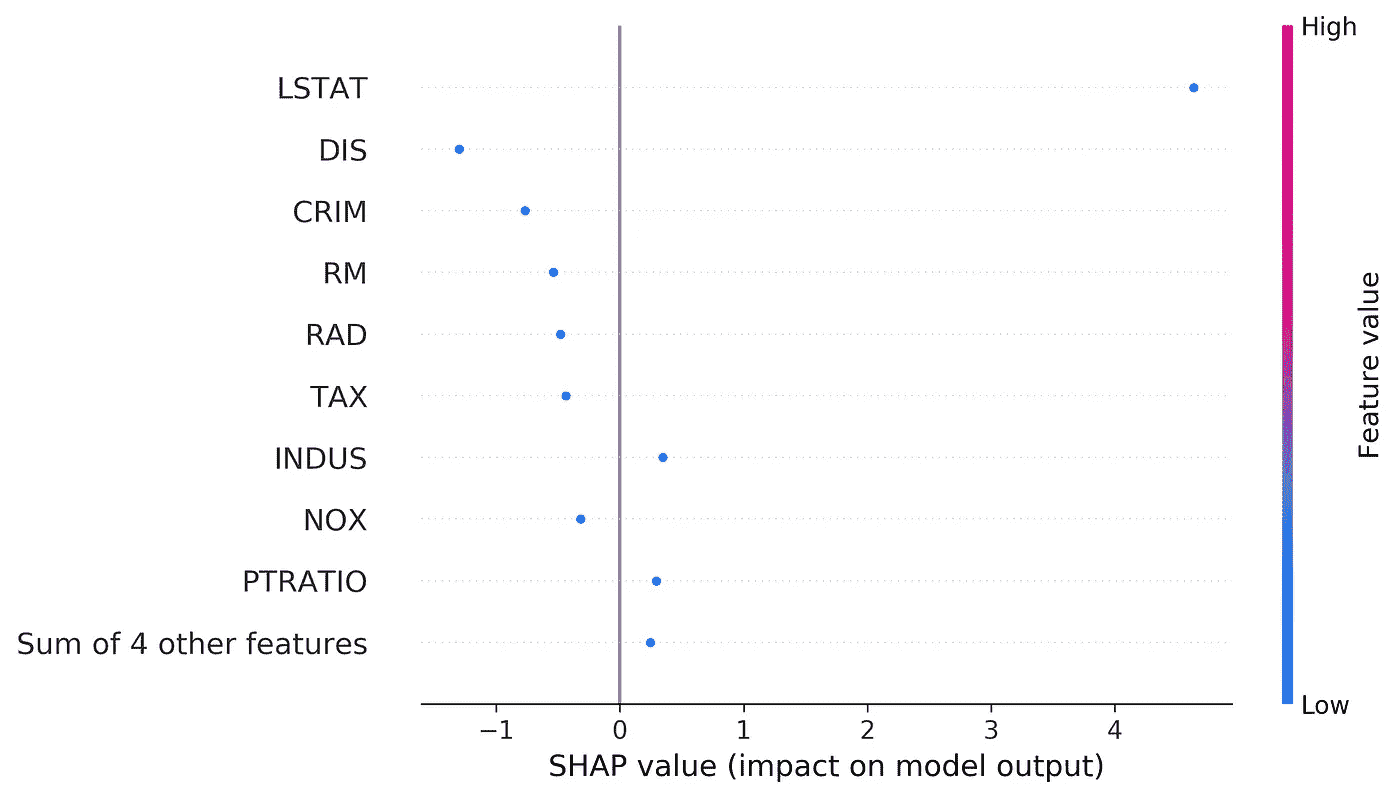 High
LSTAT
DIS
CRIM
RM
RAD
TAX
INDUS
NOX
PTRATIO
Sum of 4 other features
Feature value
Low
−1 0 1 2 3 4
SHAP value (impact on model output)